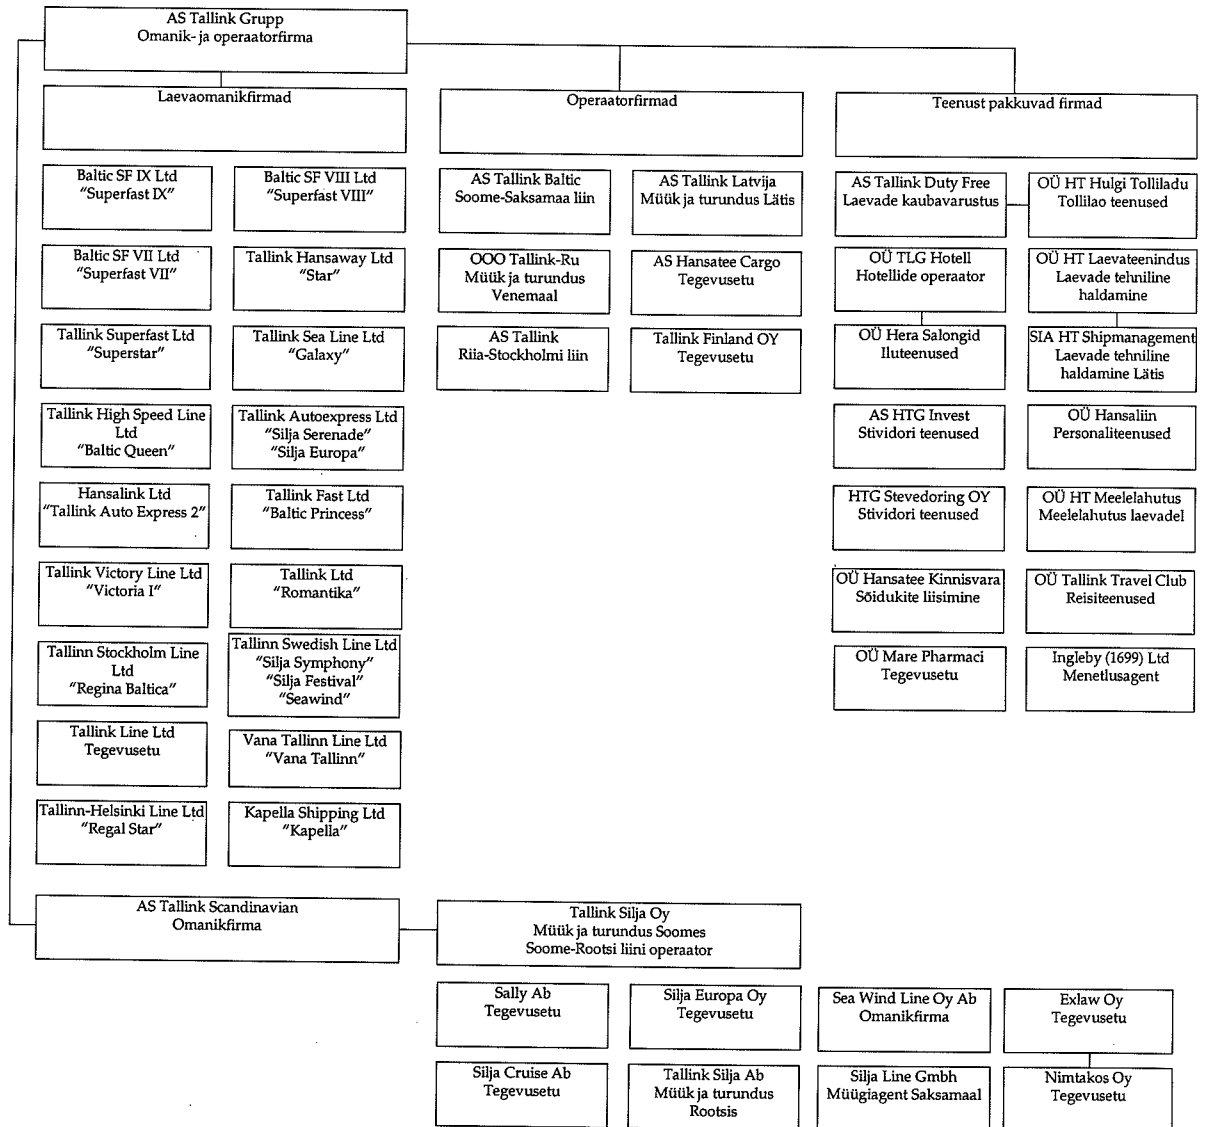 AS Tallink Grupp
Omanik- ja operaatorfirma
Laevaomanikfirmad
Operaatorfirmad
Teenust pakkuvad firmad
Baltic SF IX Ltd
"Superfast IX"
Baltic SF VIII Ltd
"Superfast VIII"
AS Tallink Baltic
Soome-Saksamaa liin
AS Tallink Latvija
Müük ja turundus Lätis
AS Tallink Duty Free
Laevade kaubavarustus
OÜ HT Hulgi Tolliladu
Tollilao teenused
Baltic SF VII Ltd
"Superfast VII"
Tallink Hansaway Ltd
"Star"
OOO Tallink-Ru
Müük ja turundus
Venemaal
AS Hansatee Cargo
Tegevusetu
OÜ TLG Hotell
Hotellide operaator
OÜ HT Laevateenindus
Laevade tehniline
haldamine
Tallink Superfast Ltd
"Superstar"
Tallink Sea Line Ltd
"Galaxy"
AS Tallink
Riia-Stockholmi liin
Tallink Finland OY
Tegevusetu
OÜ Hera Salongid
Iluteenused
SIA HT Shipmanagement
Laevade tehniline
haldamine Lätis
Tallink High Speed Line
Ltd
"Baltic Queen"
Tallink Autoexpress Ltd
"Silja Serenade"
"Silja Europa"
AS HTG Invest
Stividori teenused
OÜ Hansaliin
Personaliteenused
Hansalink Ltd
"Tallink Auto Express 2"
Tallink Fast Ltd
"Baltic Princess"
HTG Stevedoring OY
Stividori teenused
OÜ HT Meelelahutus
Meelelahutus laevadel
Tallink Victory Line Ltd
"Victoria I"
Tallink Ltd
"Romantika"
OÜ Hansatee Kinnisvara
Sõidukite liisimine
OÜ Tallink Travel Club
Reisiteenused
Tallinn Stockholm Line
Ltd
"Regina Baltica"
Tallinn Swedish Line Ltd
"Silja Symphony"
"Silja Festival"
"Seawind"
OÜ Mare Pharmaci
Tegevusetu
Ingleby (1699) Ltd
Menetlusagent
Tallink Line Ltd
Tegevusetu
Vana Tallinn Line Ltd
"Vana Tallinn"
Tallinn-Helsinki Line Ltd
"Regal Star"
Kapella Shipping Ltd
"Kapella"
AS Tallink Scandinavian
Omanikfirma
Tallink Silja Oy
Müük ja turundus Soomes
Soome-Rootsi liini operaator
Sally Ab
Tegevusetu
Silja Europa Oy
Tegevusetu
Sea Wind Line Oy Ab
Omanikfirma
Exlaw Oy
Tegevusetu
Silja Cruise Ab
Tegevusetu
Tallink Silja Ab
Müük ja turundus
Rootsis
Silja Line Gmbh
Müügiagent Saksamaal
Nimtakos Oy
Tegevusetu